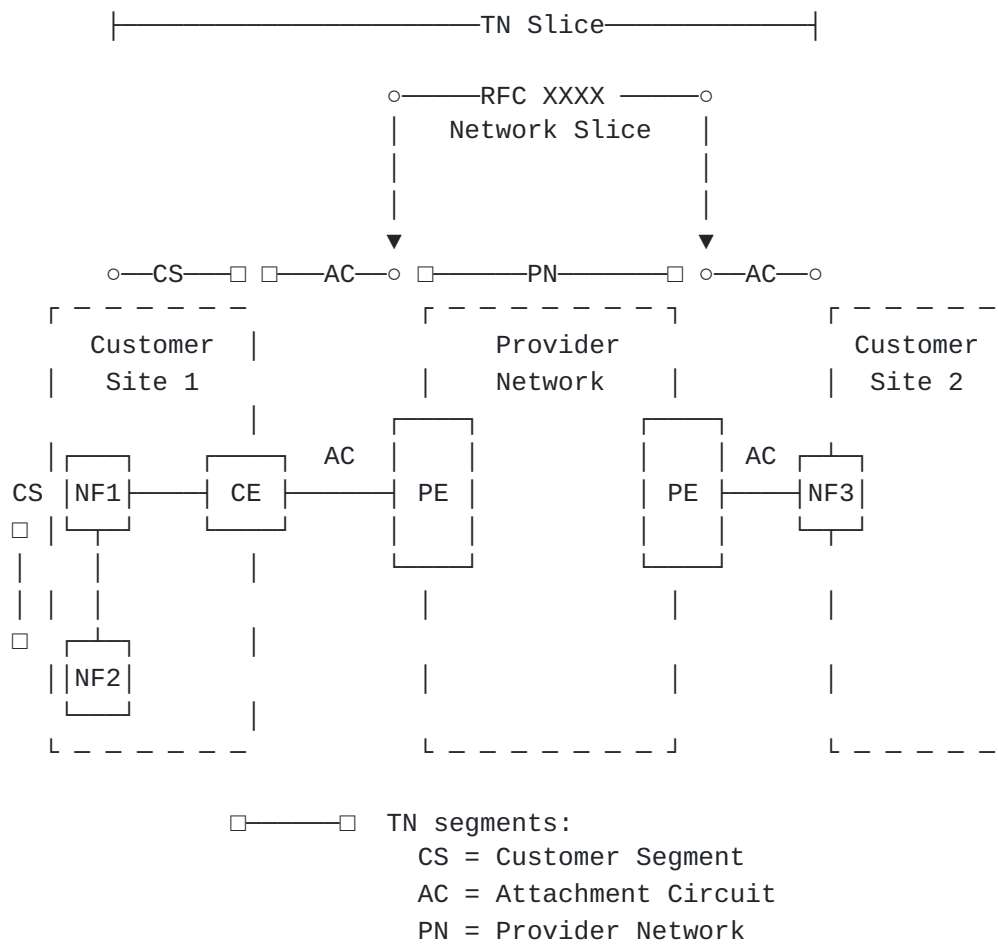 TN Slice
RFC XXXX
Network Slice
CS AC PN AC
Customer Provider Customer
Site 1 Network Site 2
AC AC
CS NF1 CE PE PE NF3
NF2
TN segments:
CS = Customer Segment
AC = Attachment Circuit
PN = Provider Network